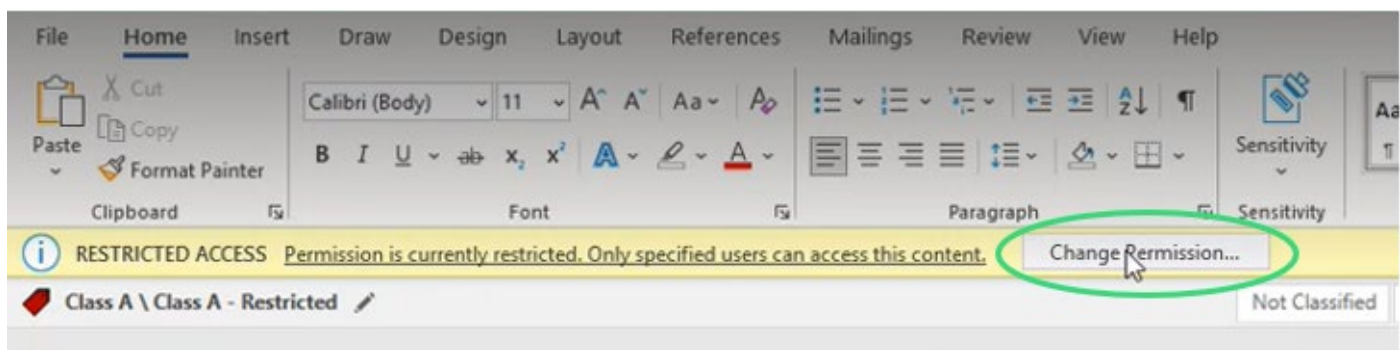 File Home Insert Draw Design Layout References Mailings Review View Help
Cut
Copy
Paste
Format Painter
Clipboard
Calibri (Body) 11 A^ A˅ Aa A
B I U ab x₂ x² A A
Font
A Z ¶
Paragraph
Sensitivity
Sensitivity
Aa
¶
RESTRICTED ACCESS Permission is currently restricted. Only specified users can access this content. Change Permission...
Class A \ Class A - Restricted Not Classified